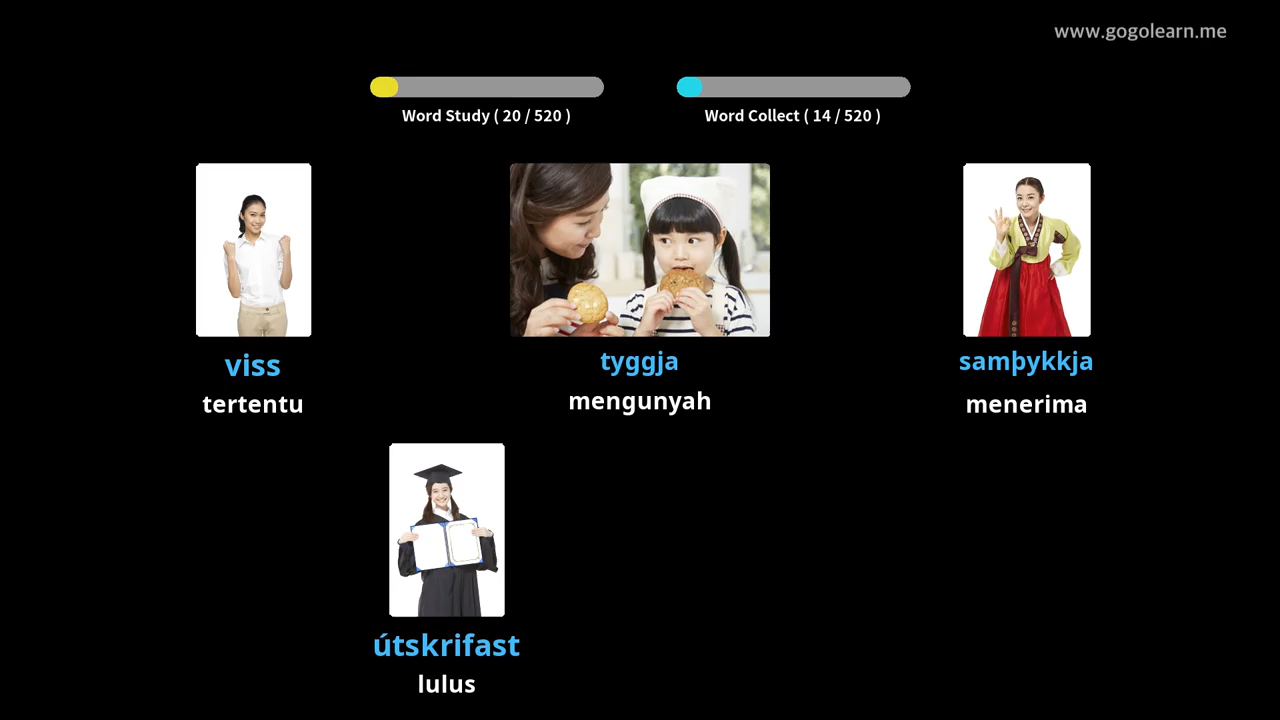 www.gogolearn.me
Word Study ( 20 / 520 )
Word Collect ( 14 / 520 )
viss
tertentu
tyggja
mengunyah
samþykkja
menerima
útskrifast
lulus